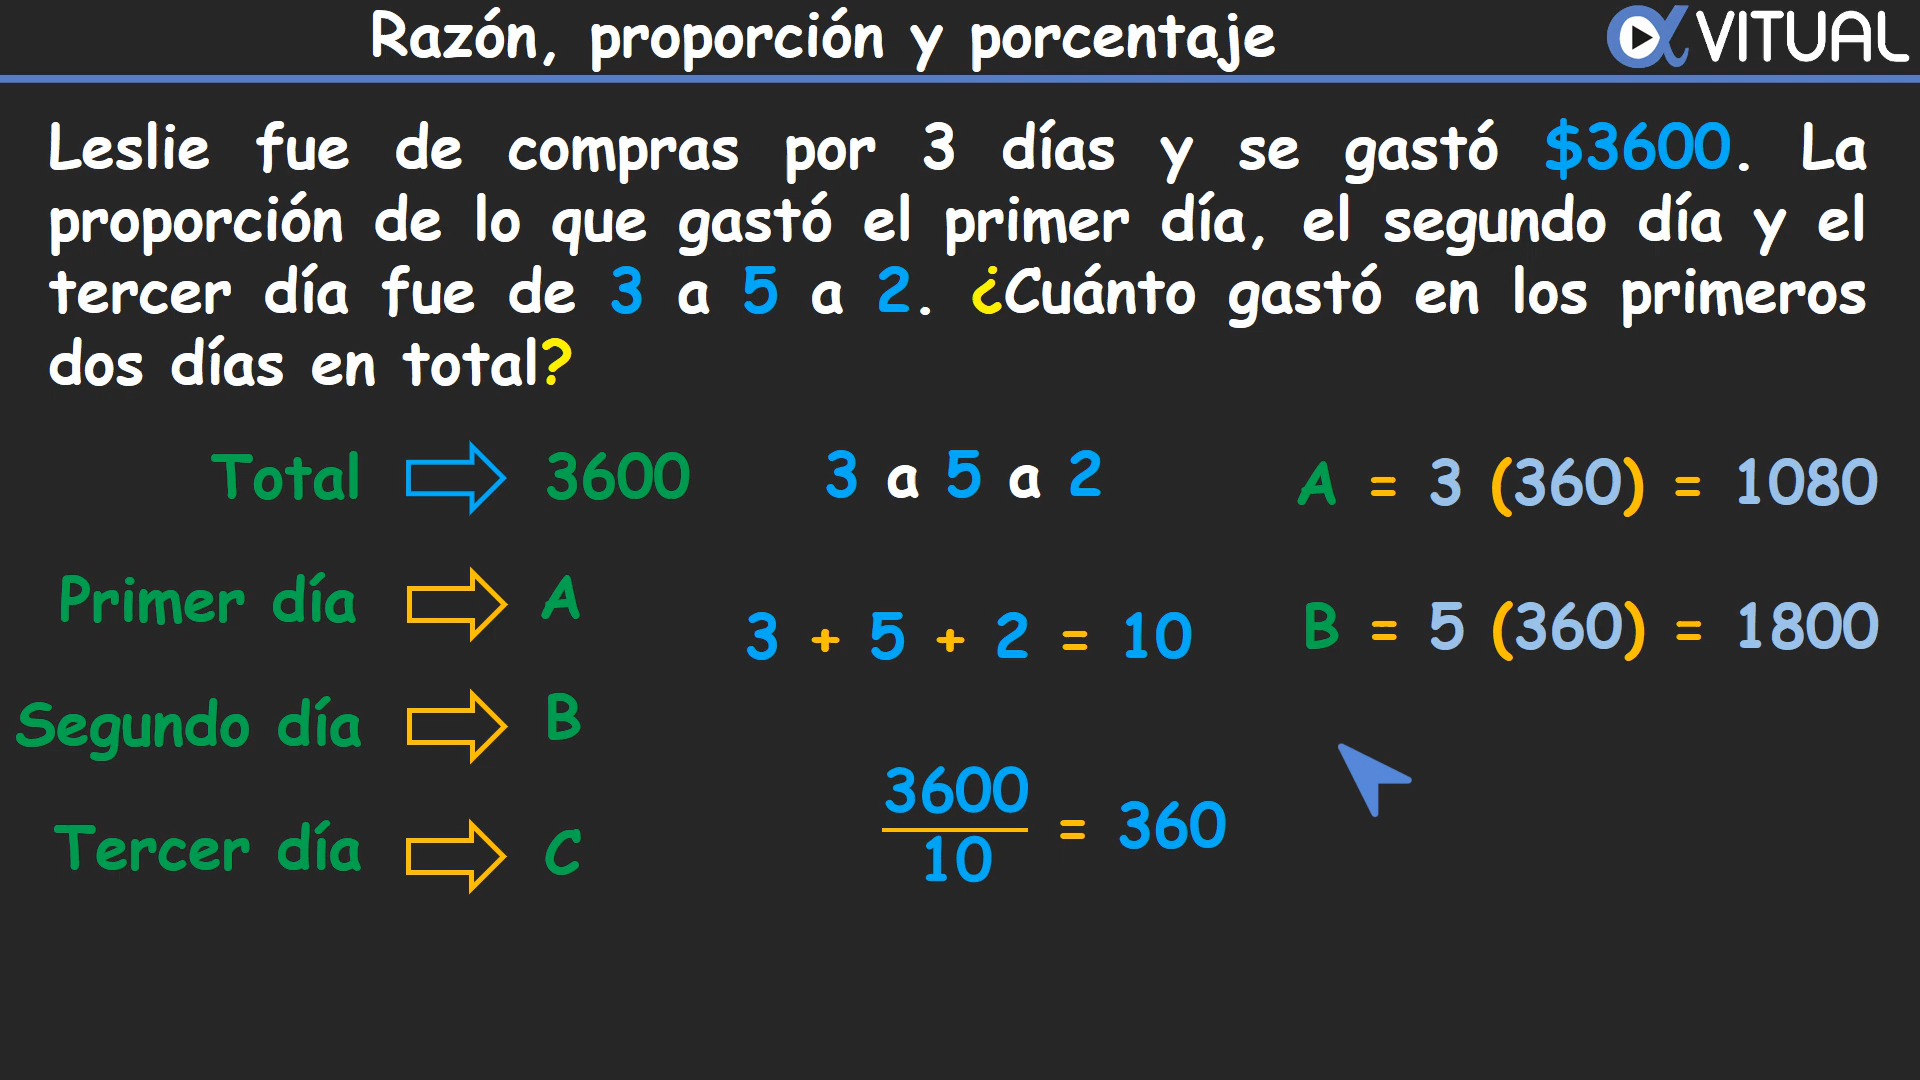 Razón, proporción y porcentaje
VITUAL
Leslie fue de compras por 3 días y se gastó $3600. La
proporción de lo que gastó el primer día, el segundo día y el
tercer día fue de 3 a 5 a 2. ¿Cuánto gastó en los primeros
dos días en total?
Total 3600
Primer día A
Segundo día B
Tercer día C
3 a 5 a 2
3 + 5 + 2 = 10
3600
10
= 360
A = 3 (360) = 1080
B = 5 (360) = 1800